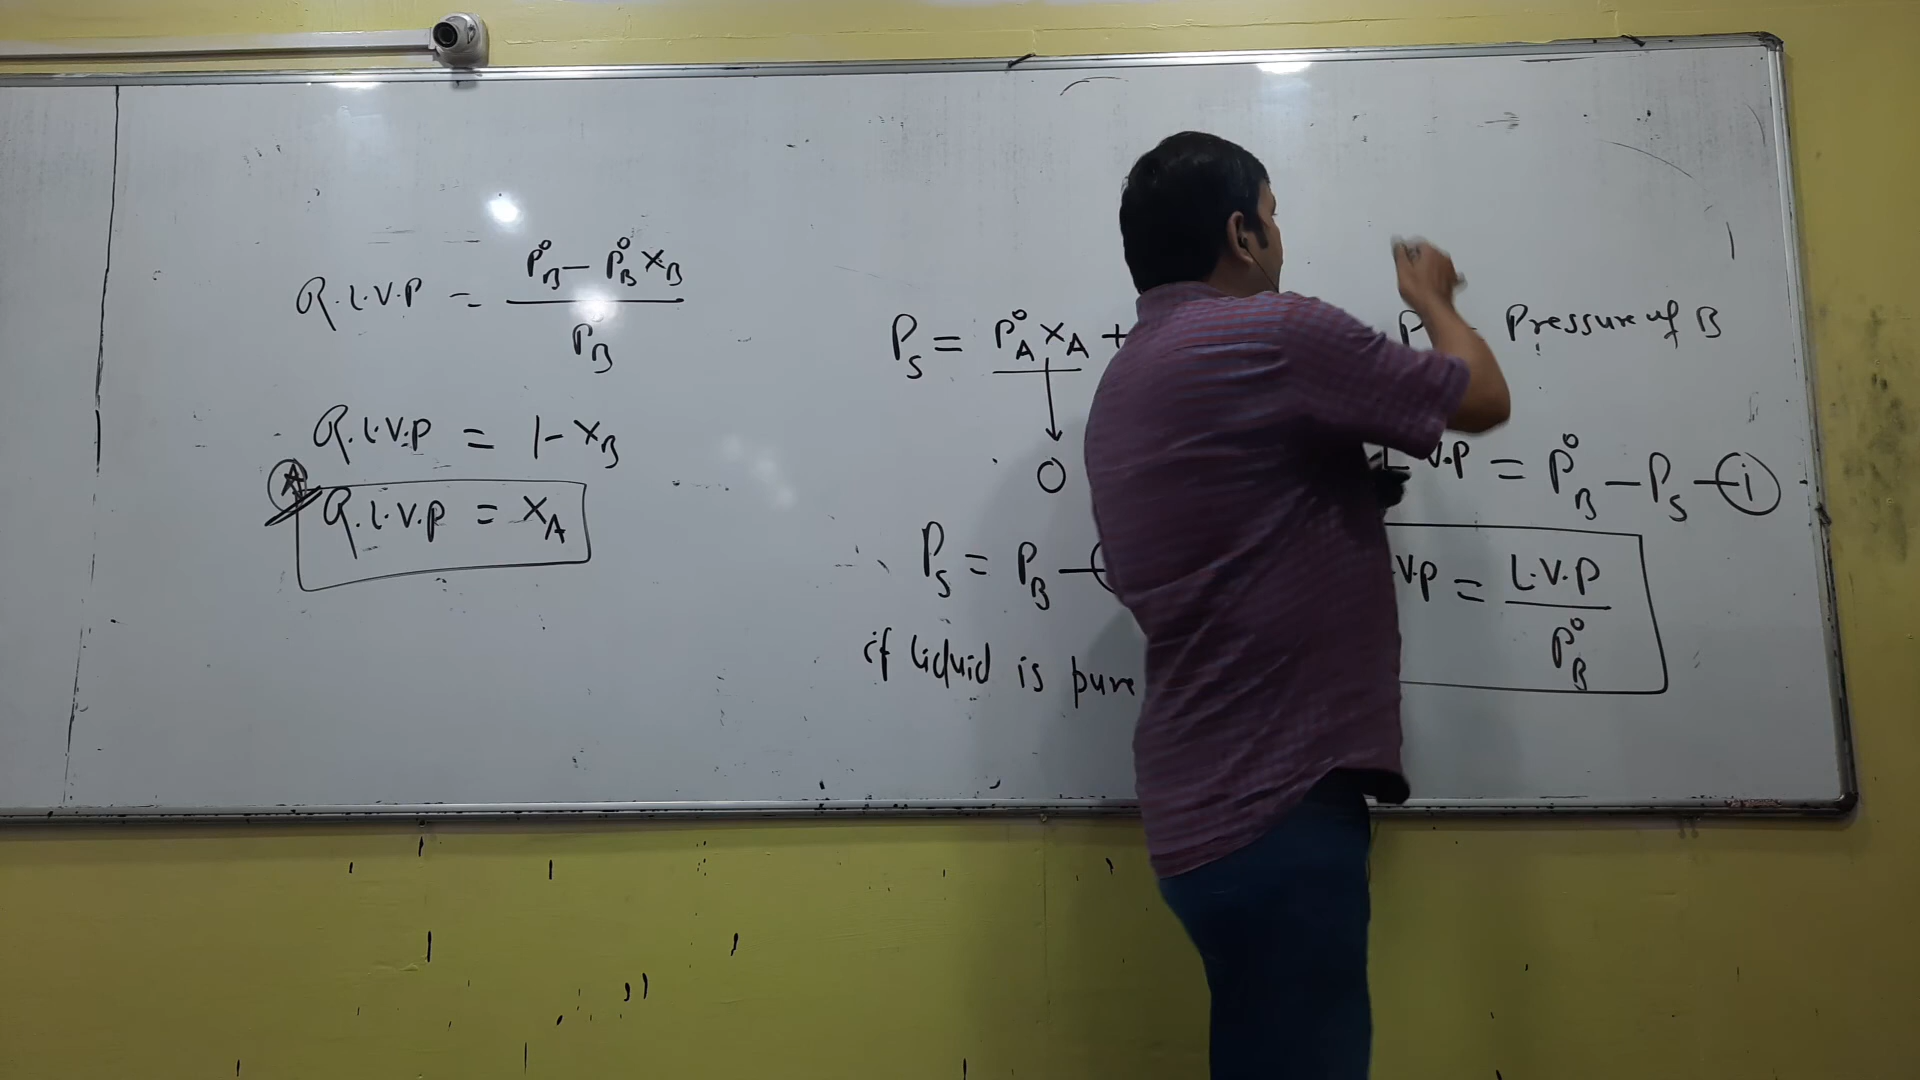 R.L.V.P = P°B – P°B xB / P°B
R.L.V.P = 1 - xB
R.L.V.P = xA
PS = P°A xA +
0
PS = PB –
if liquid is pure
P – Pressure of B
L.V.P = P°B – PS – (i)
.V.P = L.V.P / P°B